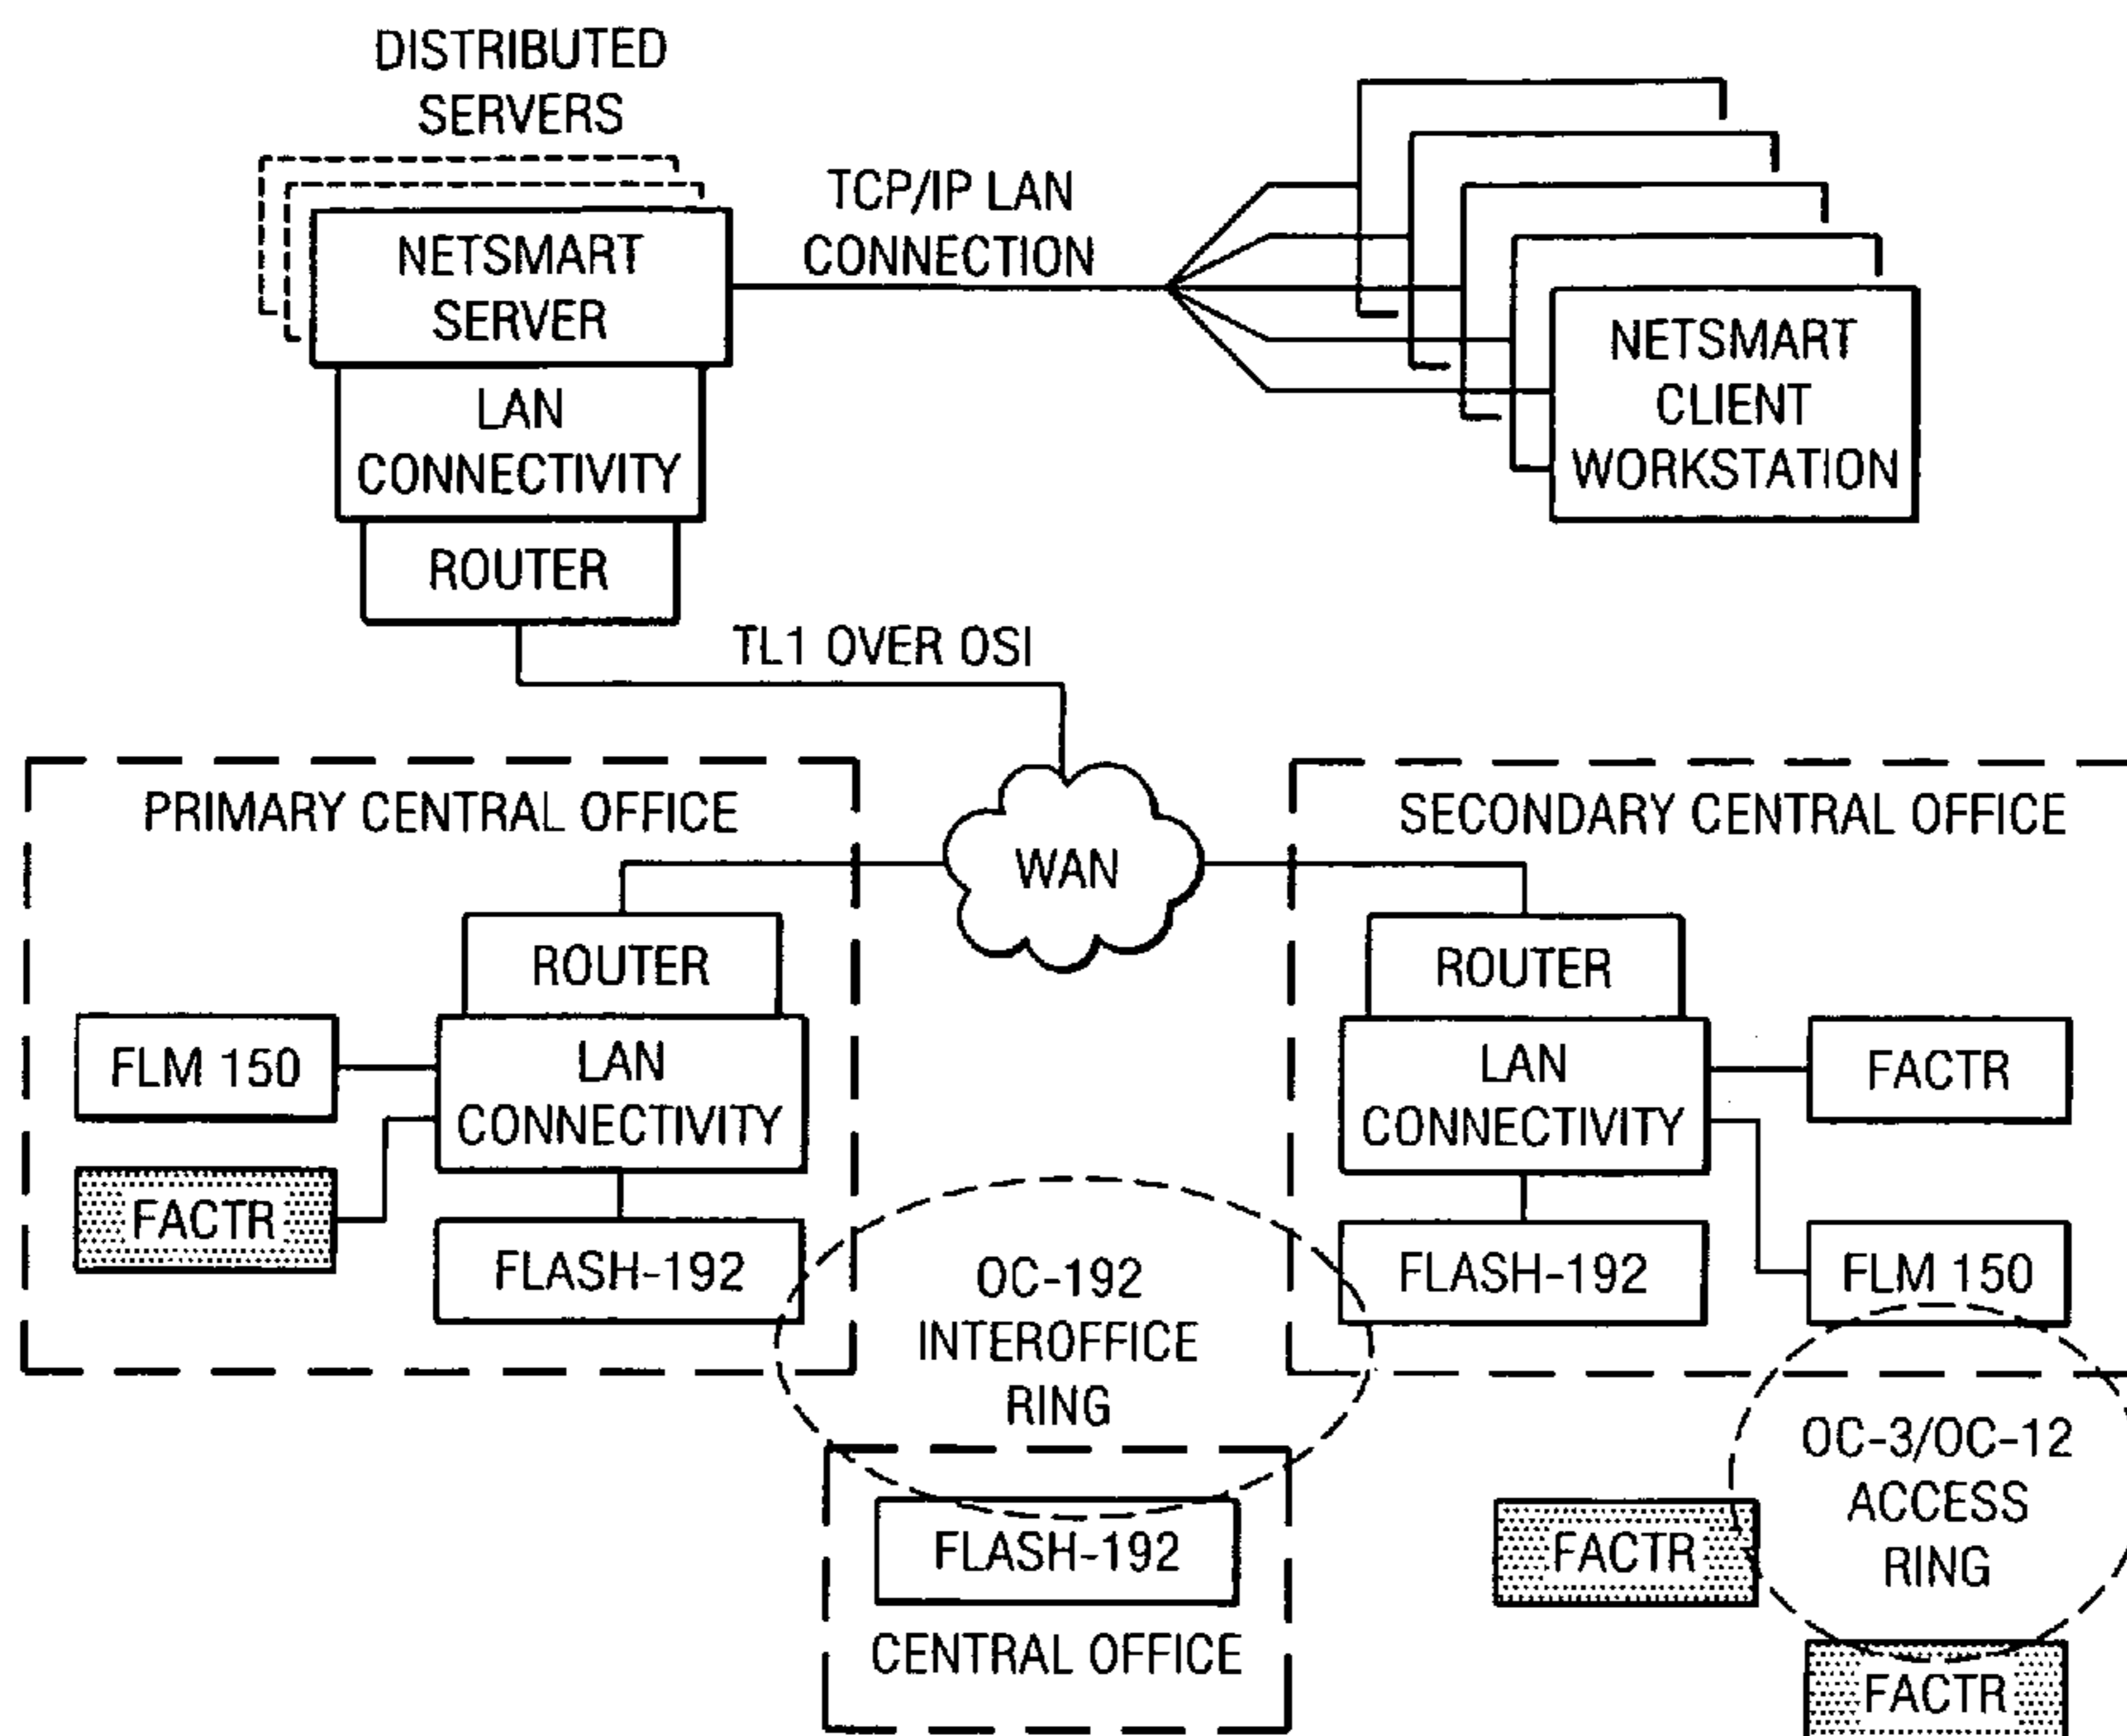 DISTRIBUTED
SERVERS
NETSMART
SERVER
TCP/IP LAN
CONNECTION
NETSMART
CLIENT
WORKSTATION
LAN
CONNECTIVITY
ROUTER
TL1 OVER OSI
PRIMARY CENTRAL OFFICE
WAN
SECONDARY CENTRAL OFFICE
ROUTER
FLM 150
LAN
CONNECTIVITY
FACTR
FLASH-192
ROUTER
LAN
CONNECTIVITY
FACTR
FLASH-192
FLM 150
OC-192
INTEROFFICE
RING
FLASH-192
CENTRAL OFFICE
OC-3/OC-12
ACCESS
RING
FACTR
FACTR